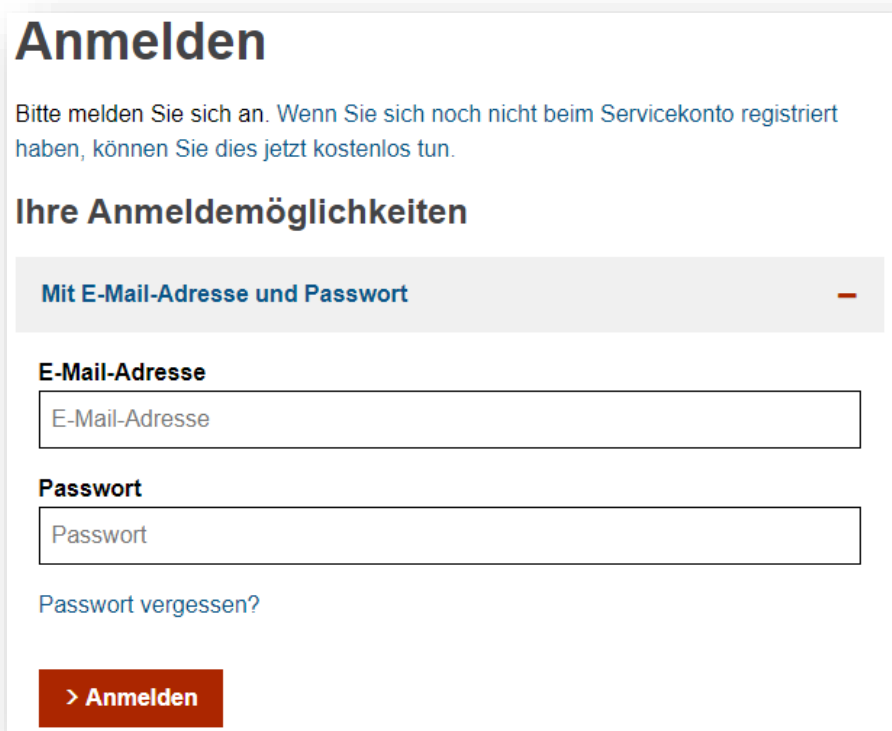 Anmelden
Bitte melden Sie sich an. Wenn Sie sich noch nicht beim Servicekonto registriert
haben, können Sie dies jetzt kostenlos tun.
Ihre Anmeldemöglichkeiten
Mit E-Mail-Adresse und Passwort
E-Mail-Adresse
E-Mail-Adresse
Passwort
Passwort
Passwort vergessen?
> Anmelden